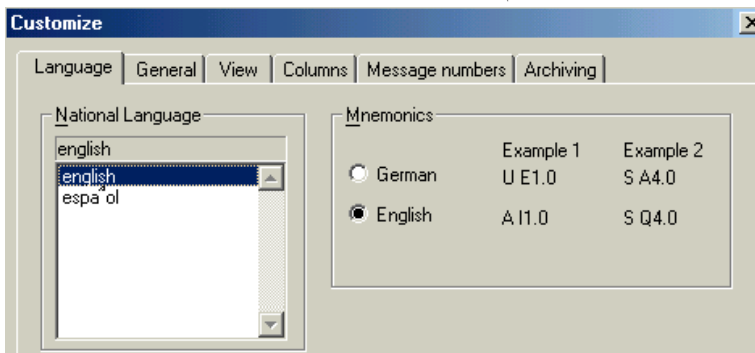 Customize
Language General View Columns Message numbers Archiving
National Language
english
english
espa ol
Mnemonics
Example 1 Example 2
German U E1.0 S A4.0
English A I1.0 S Q4.0